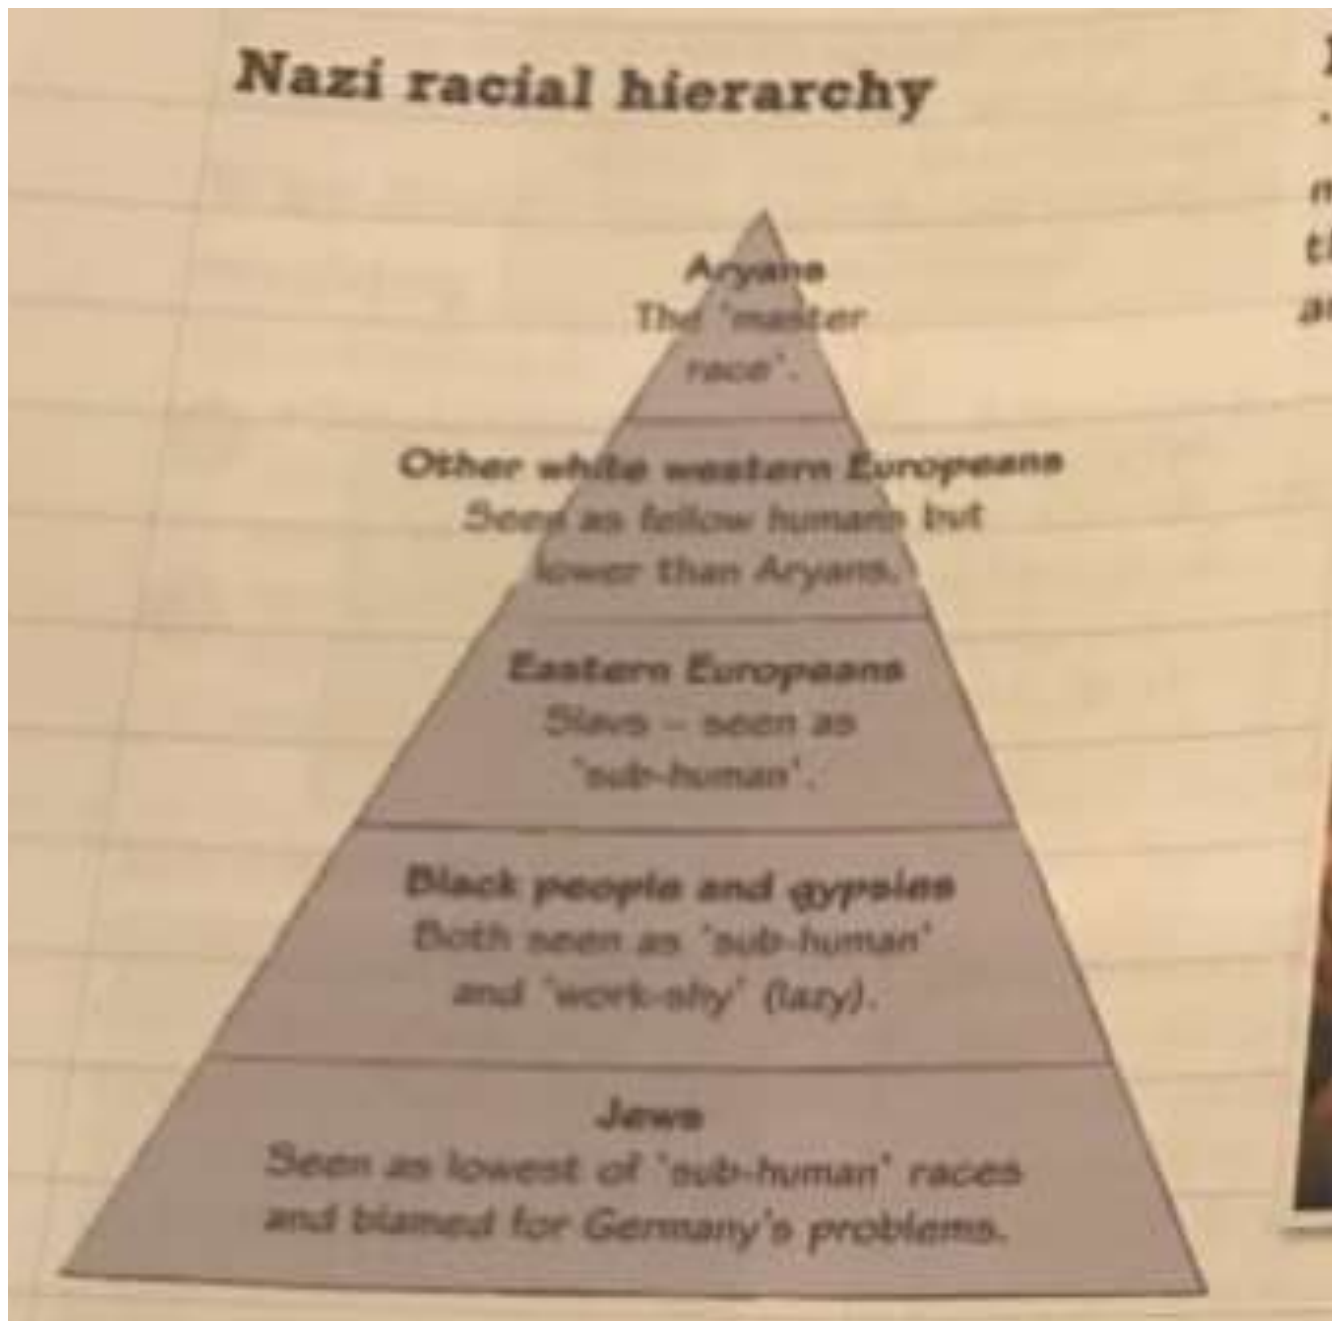 Nazi racial hierarchy
Aryans
The 'master
race'.
Other white western Europeans
Seen as fellow humans but
lower than Aryans.
Eastern Europeans
Slavs – seen as
'sub-human'.
Black people and gypsies
Both seen as 'sub-human'
and 'work-shy' (lazy).
Jews
Seen as lowest of 'sub-human' races
and blamed for Germany's problems.